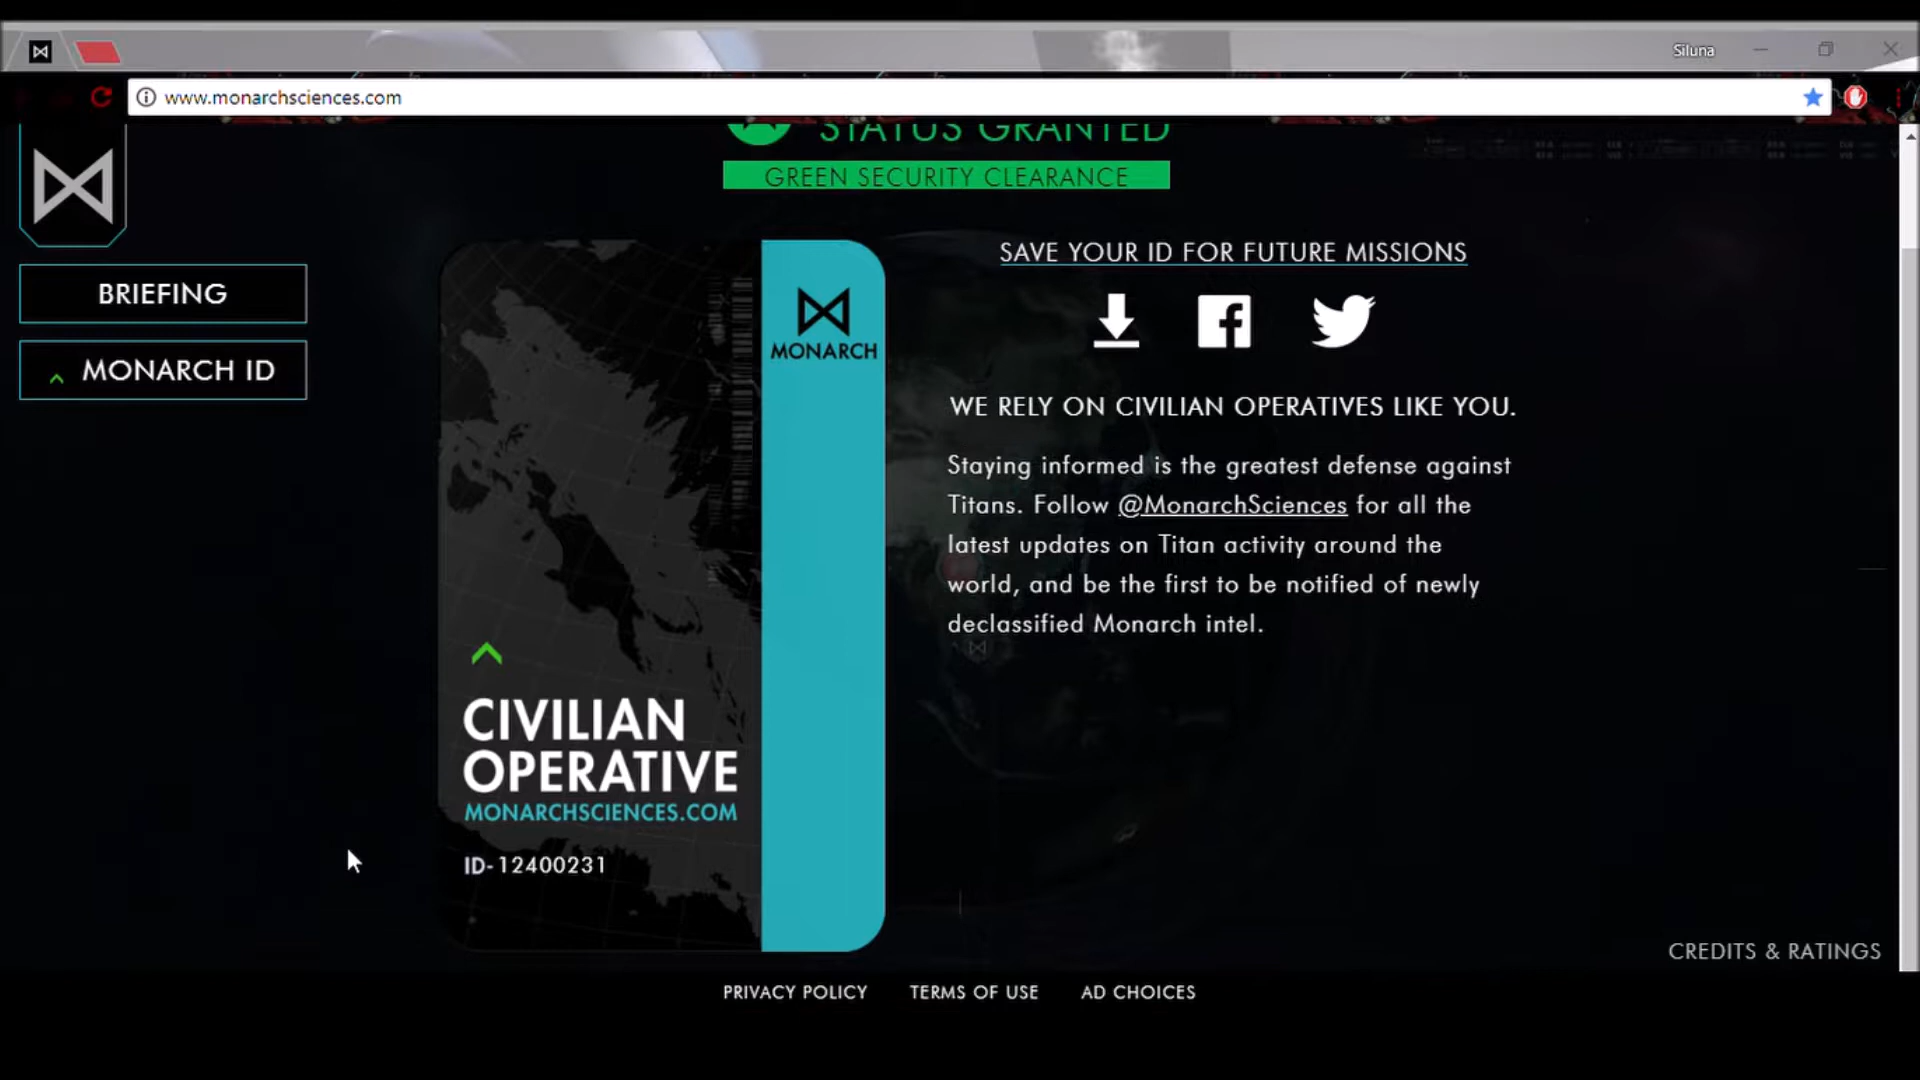 Siluna
www.monarchsciences.com
STATUS GRANTED
GREEN SECURITY CLEARANCE
BRIEFING
MONARCH ID
MONARCH
CIVILIAN
OPERATIVE
MONARCHSCIENCES.COM
ID-12400231
SAVE YOUR ID FOR FUTURE MISSIONS
WE RELY ON CIVILIAN OPERATIVES LIKE YOU.
Staying informed is the greatest defense against
Titans. Follow @MonarchSciences for all the
latest updates on Titan activity around the
world, and be the first to be notified of newly
declassified Monarch intel.
CREDITS & RATINGS
PRIVACY POLICY
TERMS OF USE
AD CHOICES